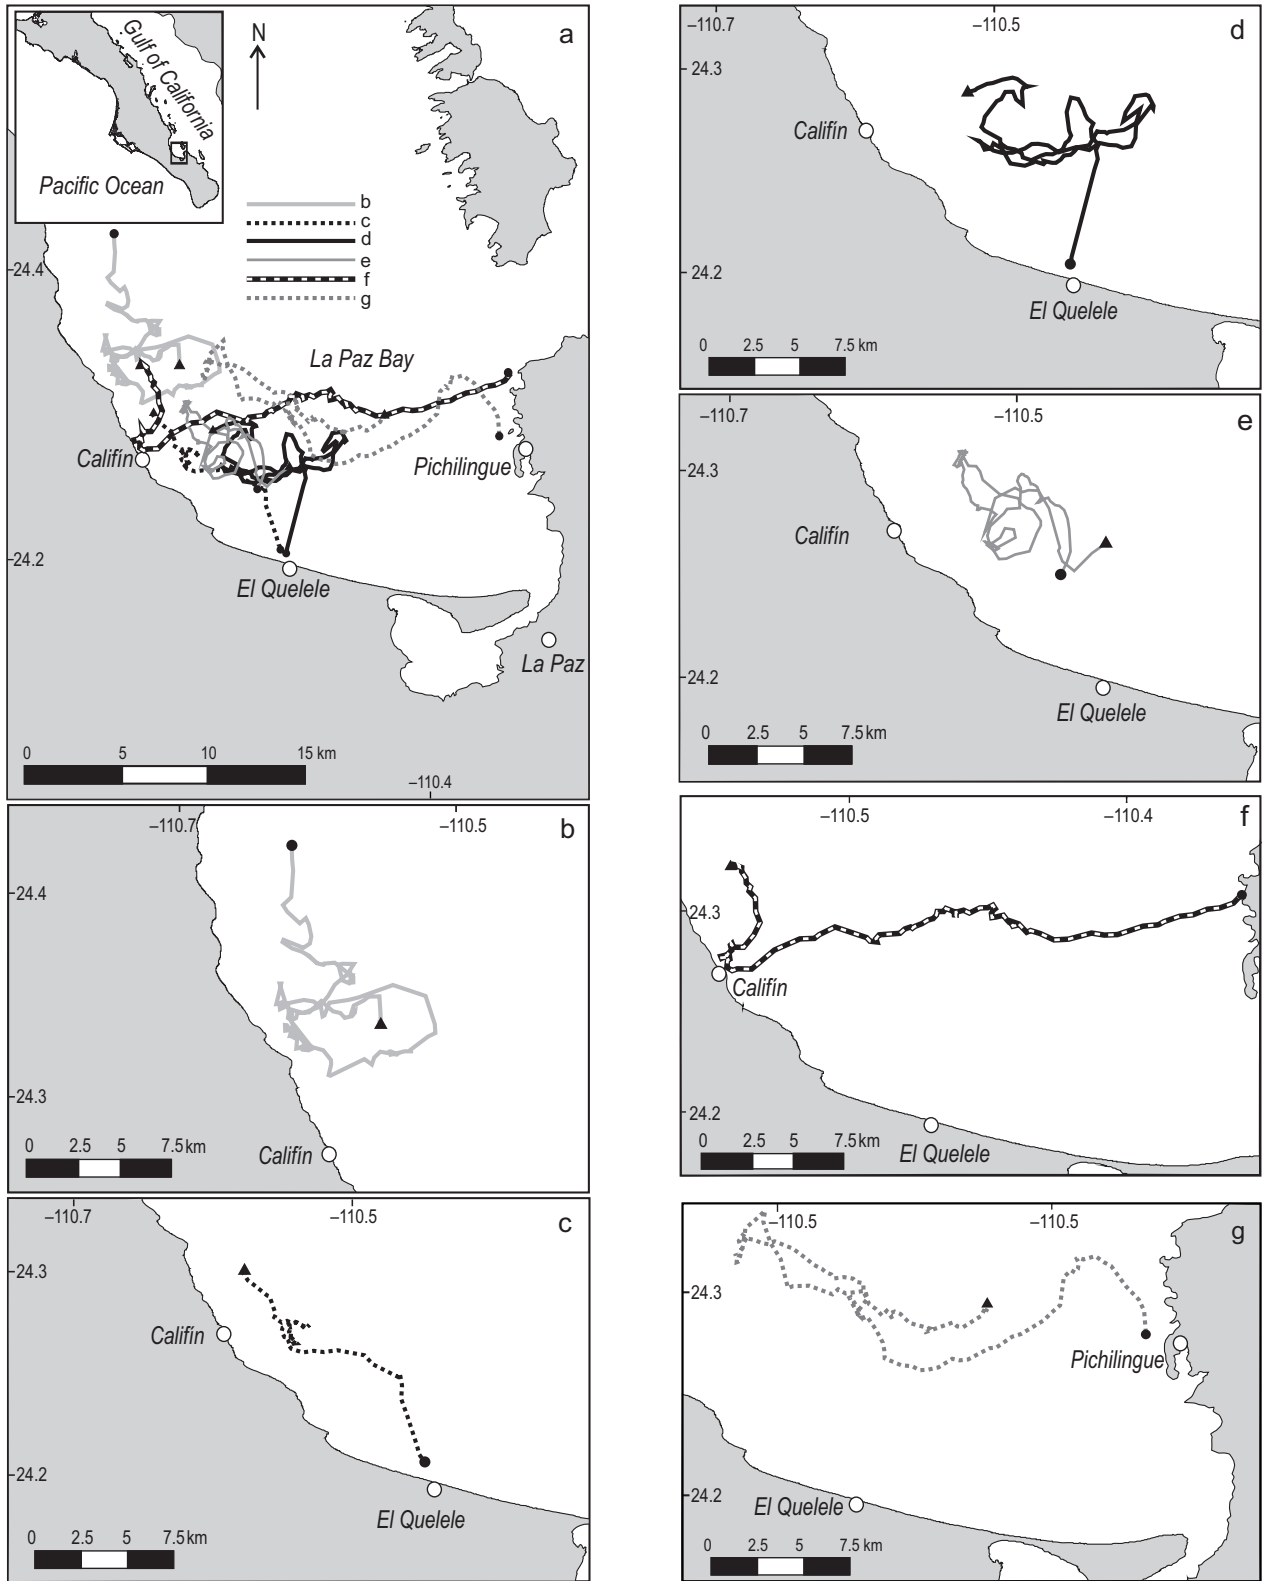 a
N
Gulf of California
Pacific Ocean
b
c
d
e
f
g
–24.4
La Paz Bay
Califín
Pichilingue
–24.2
El Quelele
La Paz
0 5 10 15 km
–110.4
–110.7 –110.5
b
–24.4
–24.3
0 2.5 5 7.5 km
Califín
–110.7 –110.5
c
–24.3
Califín
–24.2
El Quelele
0 2.5 5 7.5 km
–110.7 –110.5
d
–24.3
Califín
–24.2
El Quelele
0 2.5 5 7.5 km
–110.7 –110.5
e
–24.3
Califín
–24.2
El Quelele
0 2.5 5 7.5 km
–110.5 –110.4
f
–24.3
Califín
–24.2
El Quelele
0 2.5 5 7.5 km
–110.5 –110.5
g
–24.3
Pichilingue
–24.2
El Quelele
0 2.5 5 7.5 km